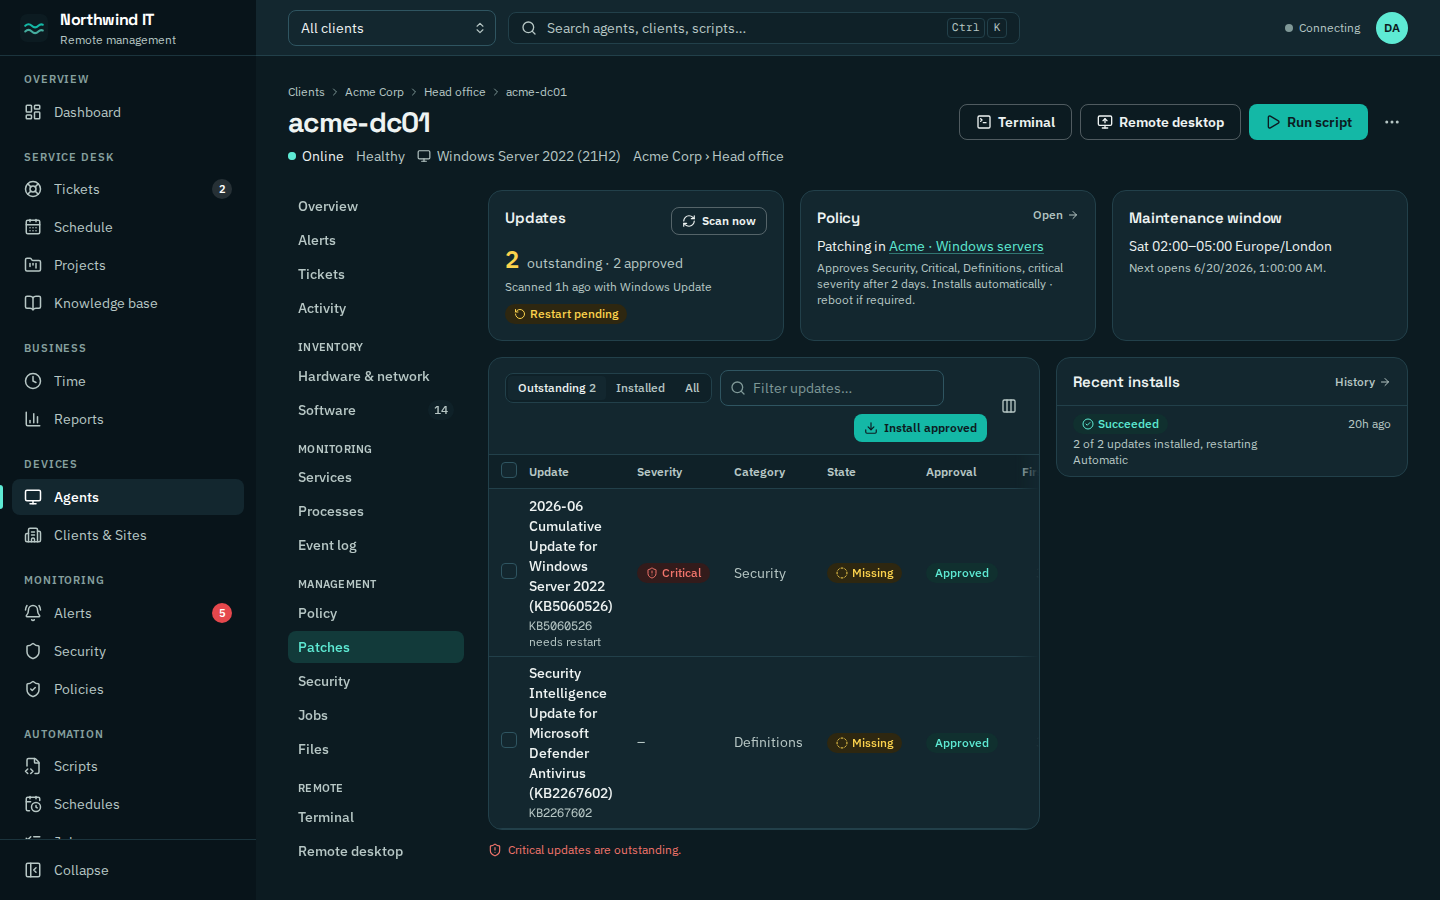 Northwind IT
Remote management
All clients
Search agents, clients, scripts...
Ctrl K
Connecting
DA
OVERVIEW
Dashboard
SERVICE DESK
Tickets 2
Schedule
Projects
Knowledge base
BUSINESS
Time
Reports
DEVICES
Agents
Clients & Sites
MONITORING
Alerts 5
Security
Policies
AUTOMATION
Scripts
Schedules
Collapse
Clients > Acme Corp > Head office > acme-dc01
acme-dc01
Online Healthy Windows Server 2022 (21H2) Acme Corp › Head office
Terminal
Remote desktop
Run script
Overview
Alerts
Tickets
Activity
INVENTORY
Hardware & network
Software 14
MONITORING
Services
Processes
Event log
MANAGEMENT
Policy
Patches
Security
Jobs
Files
REMOTE
Terminal
Remote desktop
Updates
Scan now
2 outstanding · 2 approved
Scanned 1h ago with Windows Update
Restart pending
Policy
Open →
Patching in Acme · Windows servers
Approves Security, Critical, Definitions, critical
severity after 2 days. Installs automatically ·
reboot if required.
Maintenance window
Sat 02:00–05:00 Europe/London
Next opens 6/20/2026, 1:00:00 AM.
Outstanding 2 Installed All
Filter updates...
Install approved
Update Severity Category State Approval
2026-06
Cumulative
Update for
Windows
Server 2022
(KB5060526)
KB5060526
needs restart
Critical Security Missing Approved
Security
Intelligence
Update for
Microsoft
Defender
Antivirus
(KB2267602)
KB2267602
– Definitions Missing Approved
Critical updates are outstanding.
Recent installs
History →
Succeeded 20h ago
2 of 2 updates installed, restarting
Automatic